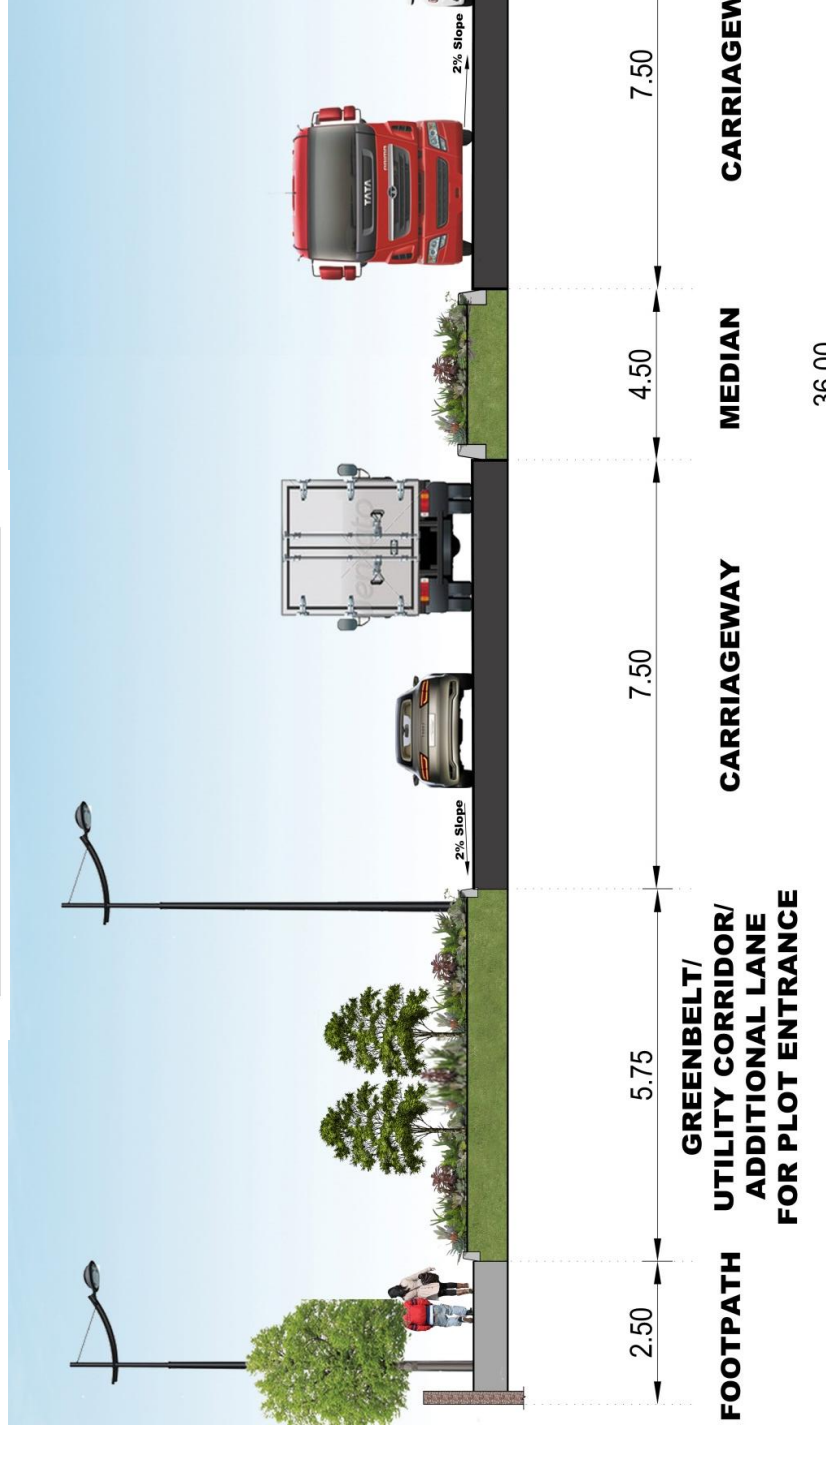 TATA
2% Slope
2% Slope
2.50
5.75
7.50
4.50
7.50
FOOTPATH
GREENBELT/
UTILITY CORRIDOR/
ADDITIONAL LANE
FOR PLOT ENTRANCE
CARRIAGEWAY
MEDIAN
CARRIAGEW
36.00